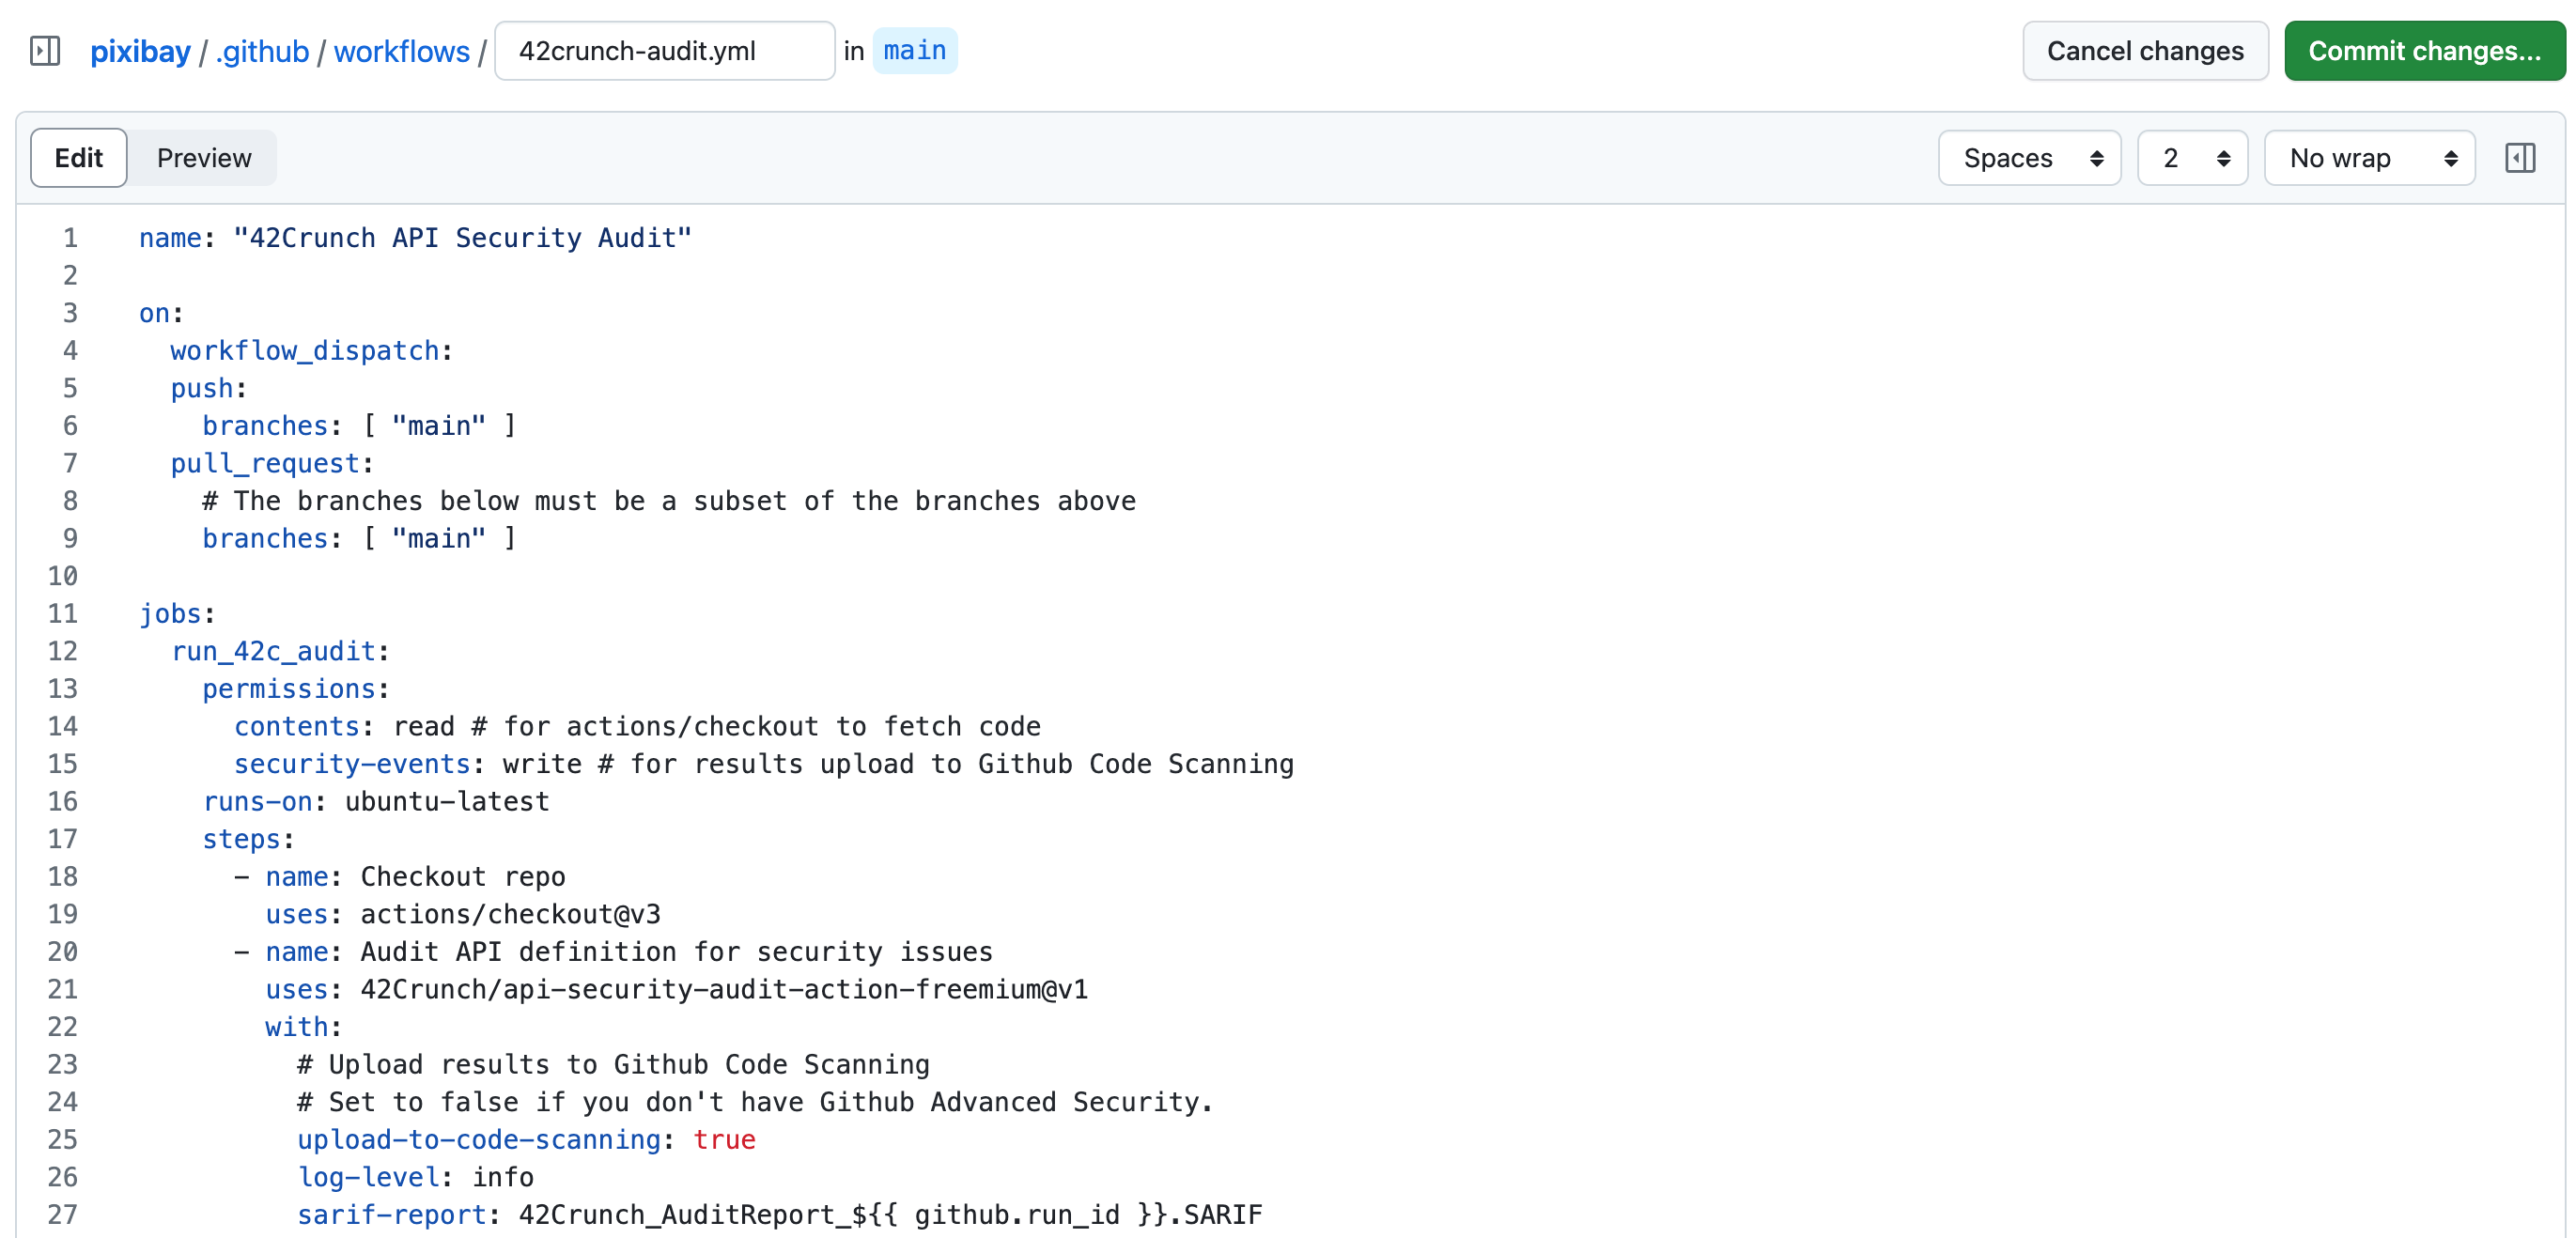 pixibay / .github / workflows / 42crunch-audit.yml in main Cancel changes Commit changes...
Edit Preview Spaces 2 No wrap
1 name: "42Crunch API Security Audit"
2
3 on:
4   workflow_dispatch:
5   push:
6     branches: [ "main" ]
7   pull_request:
8     # The branches below must be a subset of the branches above
9     branches: [ "main" ]
10
11 jobs:
12   run_42c_audit:
13     permissions:
14       contents: read # for actions/checkout to fetch code
15       security-events: write # for results upload to Github Code Scanning
16     runs-on: ubuntu-latest
17     steps:
18       - name: Checkout repo
19         uses: actions/checkout@v3
20       - name: Audit API definition for security issues
21         uses: 42Crunch/api-security-audit-action-freemium@v1
22         with:
23           # Upload results to Github Code Scanning
24           # Set to false if you don't have Github Advanced Security.
25           upload-to-code-scanning: true
26           log-level: info
27           sarif-report: 42Crunch_AuditReport_${{ github.run_id }}.SARIF